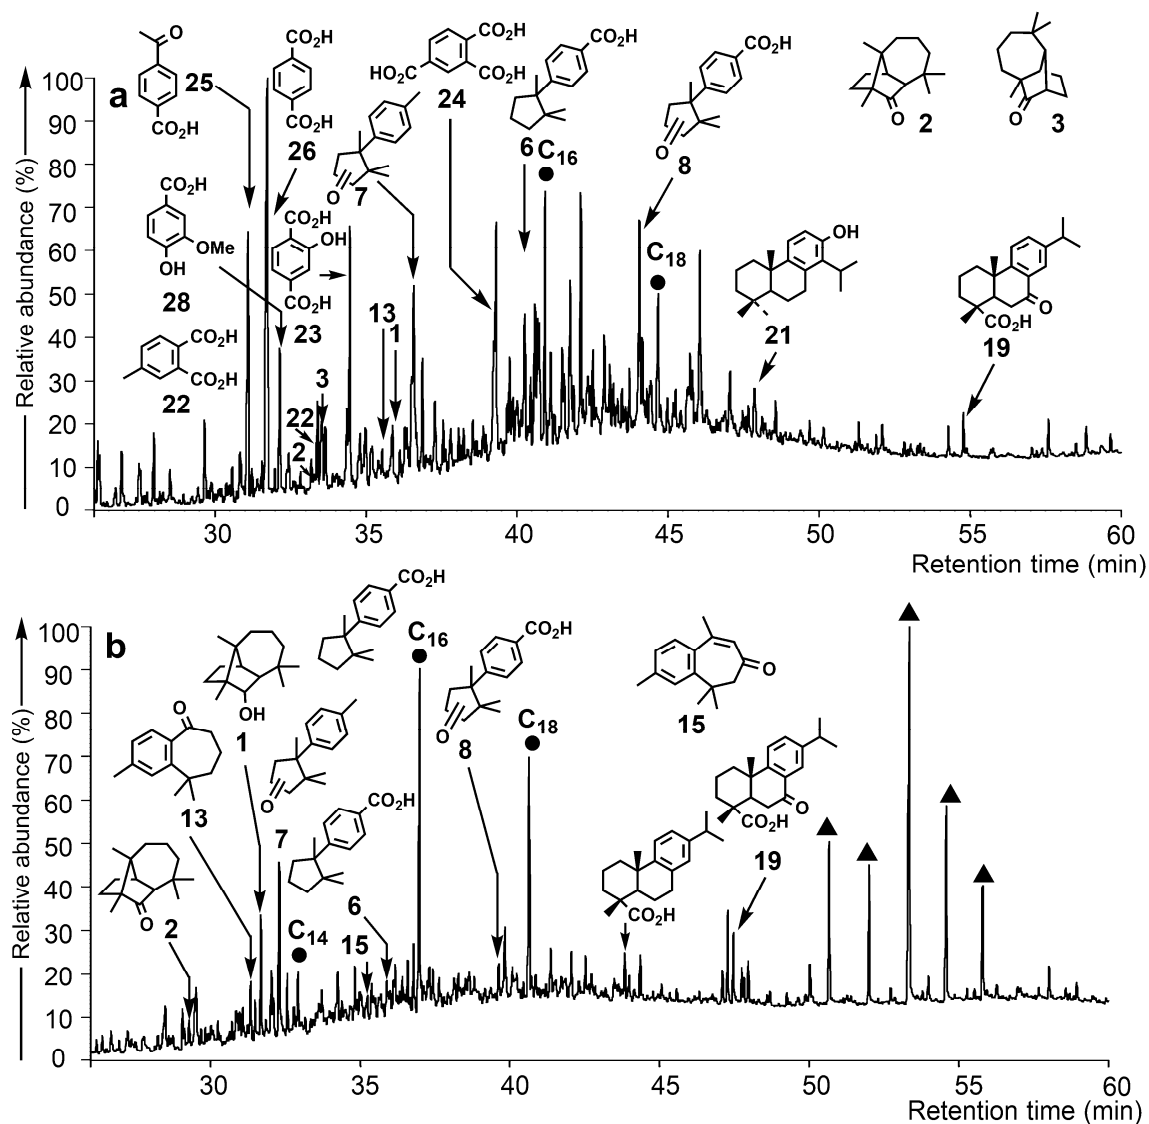 a
Relative abundance (%)
100
90
80
70
60
50
40
30
20
10
0
O
CO₂H
25
CO₂H
CO₂H
26
CO₂H
OMe
OH
28
CO₂H
CO₂H
22
CO₂H
OH
CO₂H
23
O
7
CO₂H
HO₂C
CO₂H
24
CO₂H
6
C₁₆
CO₂H
O
8
C₁₈
O
2
O
3
OH
21
O
CO₂H
19
22
2
3
13
1
30
35
40
45
50
55
60
Retention time (min)
b
Relative abundance (%)
100
90
80
70
60
50
40
30
20
10
0
O
2
O
13
OH
1
CO₂H
O
7
CO₂H
6
C₁₄
15
C₁₆
CO₂H
O
8
C₁₈
O
15
CO₂H
O
CO₂H
19
30
35
40
45
50
55
60
Retention time (min)